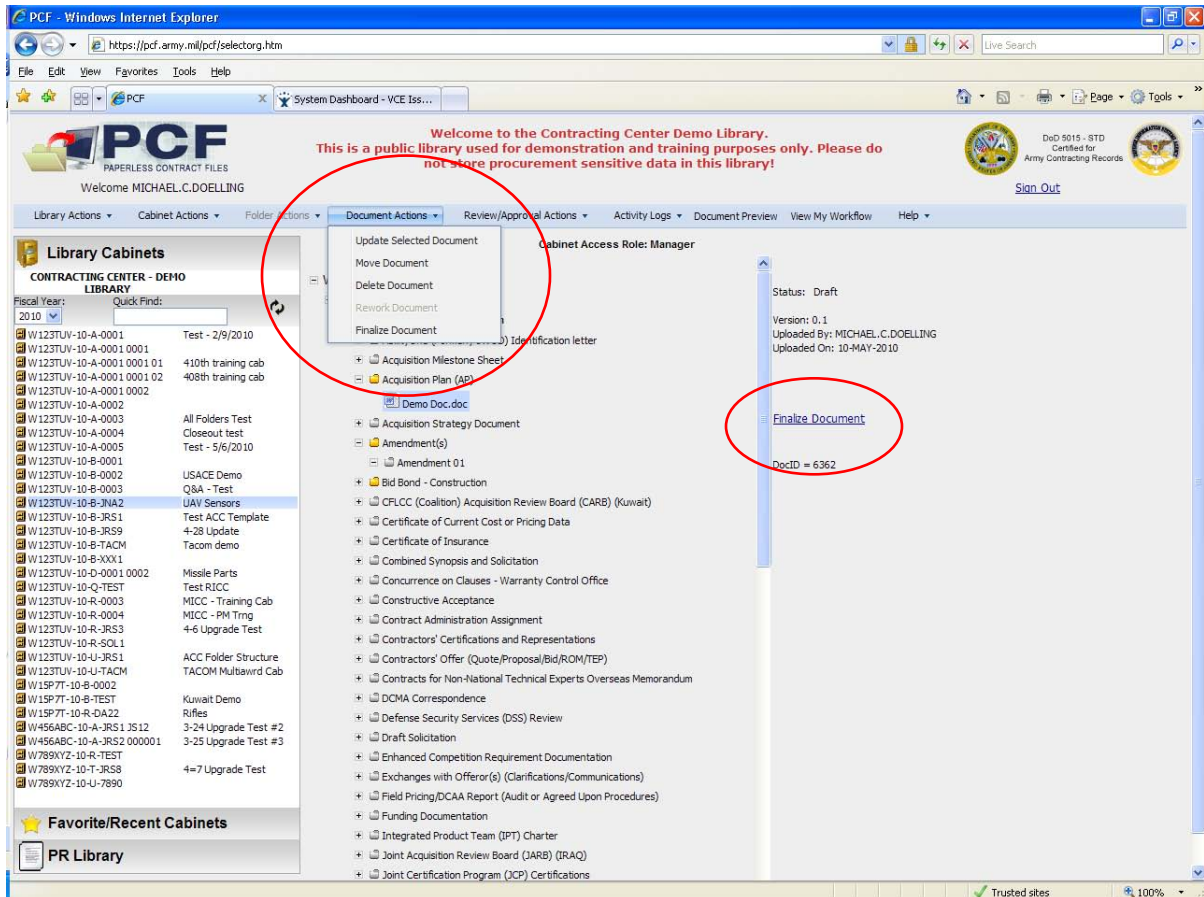 PCF - Windows Internet Explorer
https://pcf.army.mil/pcf/selectorg.htm
Live Search
File Edit View Favorites Tools Help
PCF
System Dashboard - VCE Iss...
Page
Tools
PCF
PAPERLESS CONTRACT FILES
Welcome MICHAEL.C.DOELLING
Welcome to the Contracting Center Demo Library.
This is a public library used for demonstration and training purposes only. Please do
not store procurement sensitive data in this library!
DoD 5015 - STD
Certified for
Army Contracting Records
Sign Out
Library Actions Cabinet Actions Folder Actions Document Actions Review/Approval Actions Activity Logs Document Preview View My Workflow Help
Update Selected Document
Move Document
Delete Document
Rework Document
Finalize Document
Library Cabinets
CONTRACTING CENTER - DEMO
LIBRARY
Fiscal Year: Quick Find:
2010
W123TUV-10-A-0001 Test - 2/9/2010
W123TUV-10-A-0001 0001
W123TUV-10-A-0001 0001 01 410th training cab
W123TUV-10-A-0001 0001 02 408th training cab
W123TUV-10-A-0001 0002
W123TUV-10-A-0002
W123TUV-10-A-0003 All Folders Test
W123TUV-10-A-0004 Closeout test
W123TUV-10-A-0005 Test - 5/6/2010
W123TUV-10-B-0001
W123TUV-10-B-0002 USACE Demo
W123TUV-10-B-0003 Q&A - Test
W123TUV-10-B-JNA2 UAV Sensors
W123TUV-10-B-JRS1 Test ACC Template
W123TUV-10-B-JRS9 4-28 Update
W123TUV-10-B-TACM Tacom demo
W123TUV-10-B-XXX1
W123TUV-10-D-0001 0002 Missile Parts
W123TUV-10-Q-TEST Test RICC
W123TUV-10-R-0003 MICC - Training Cab
W123TUV-10-R-0004 MICC - PM Trng
W123TUV-10-R-JRS3 4-6 Upgrade Test
W123TUV-10-R-SOL1
W123TUV-10-U-JRS1 ACC Folder Structure
W123TUV-10-U-TACM TACOM Multiawrd Cab
W15P7T-10-B-0002
W15P7T-10-B-TEST Kuwait Demo
W15P7T-10-R-DA22 Rifles
W456ABC-10-A-JRS1 JS12 3-24 Upgrade Test #2
W456ABC-10-A-JRS2 000001 3-25 Upgrade Test #3
W789XYZ-10-R-TEST
W789XYZ-10-T-JRS8 4=7 Upgrade Test
W789XYZ-10-U-7890
Favorite/Recent Cabinets
PR Library
Cabinet Access Role: Manager
Identification letter
Acquisition Milestone Sheet
Acquisition Plan (AP)
Demo Doc.doc
Acquisition Strategy Document
Amendment(s)
Amendment 01
Bid Bond - Construction
CFLCC (Coalition) Acquisition Review Board (CARB) (Kuwait)
Certificate of Current Cost or Pricing Data
Certificate of Insurance
Combined Synopsis and Solicitation
Concurrence on Clauses - Warranty Control Office
Constructive Acceptance
Contract Administration Assignment
Contractors' Certifications and Representations
Contractors' Offer (Quote/Proposal/Bid/ROM/TEP)
Contracts for Non-National Technical Experts Overseas Memorandum
DCMA Correspondence
Defense Security Services (DSS) Review
Draft Solicitation
Enhanced Competition Requirement Documentation
Exchanges with Offeror(s) (Clarifications/Communications)
Field Pricing/DCAA Report (Audit or Agreed Upon Procedures)
Funding Documentation
Integrated Product Team (IPT) Charter
Joint Acquisition Review Board (JARB) (IRAQ)
Joint Certification Program (JCP) Certifications
Status: Draft
Version: 0.1
Uploaded By: MICHAEL.C.DOELLING
Uploaded On: 10-MAY-2010
Finalize Document
DocID = 6362
Trusted sites
100%